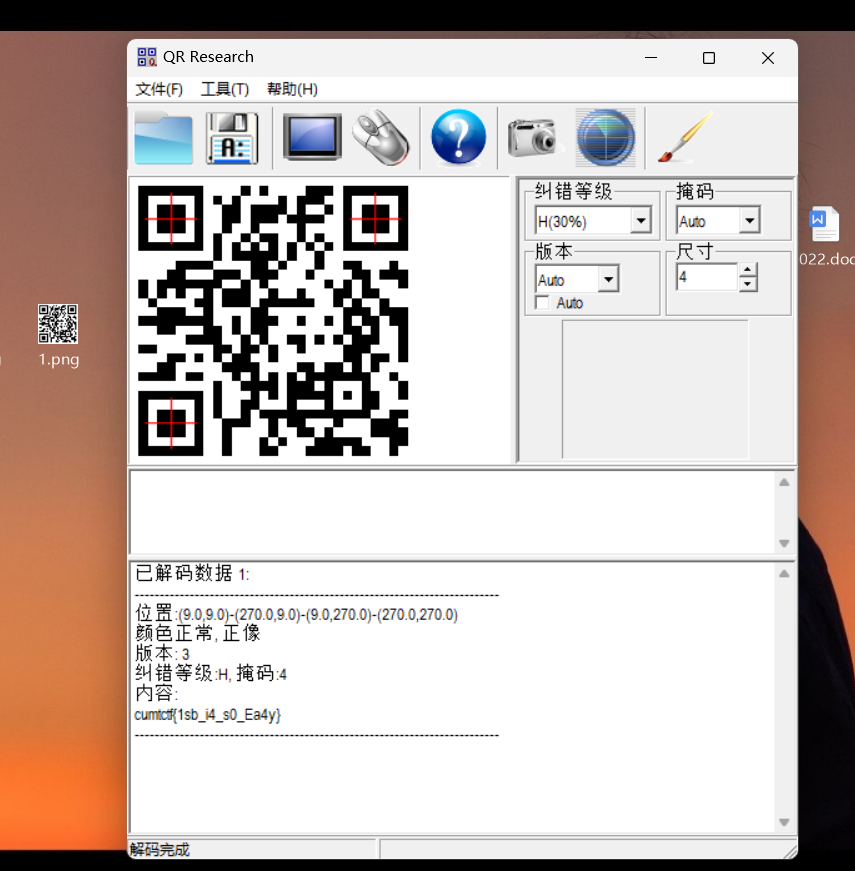 QR Research
文件(F) 工具(T) 帮助(H)
A:
纠错等级 掩码
H(30%) Auto
版本 尺寸
Auto 4
Auto
022.doc
1.png
已解码数据 1:
位置:(9.0,9.0)-(270.0,9.0)-(9.0,270.0)-(270.0,270.0)
颜色正常, 正像
版本: 3
纠错等级:H, 掩码:4
内容:
cumtctf{1sb_i4_s0_Ea4y}
解码完成